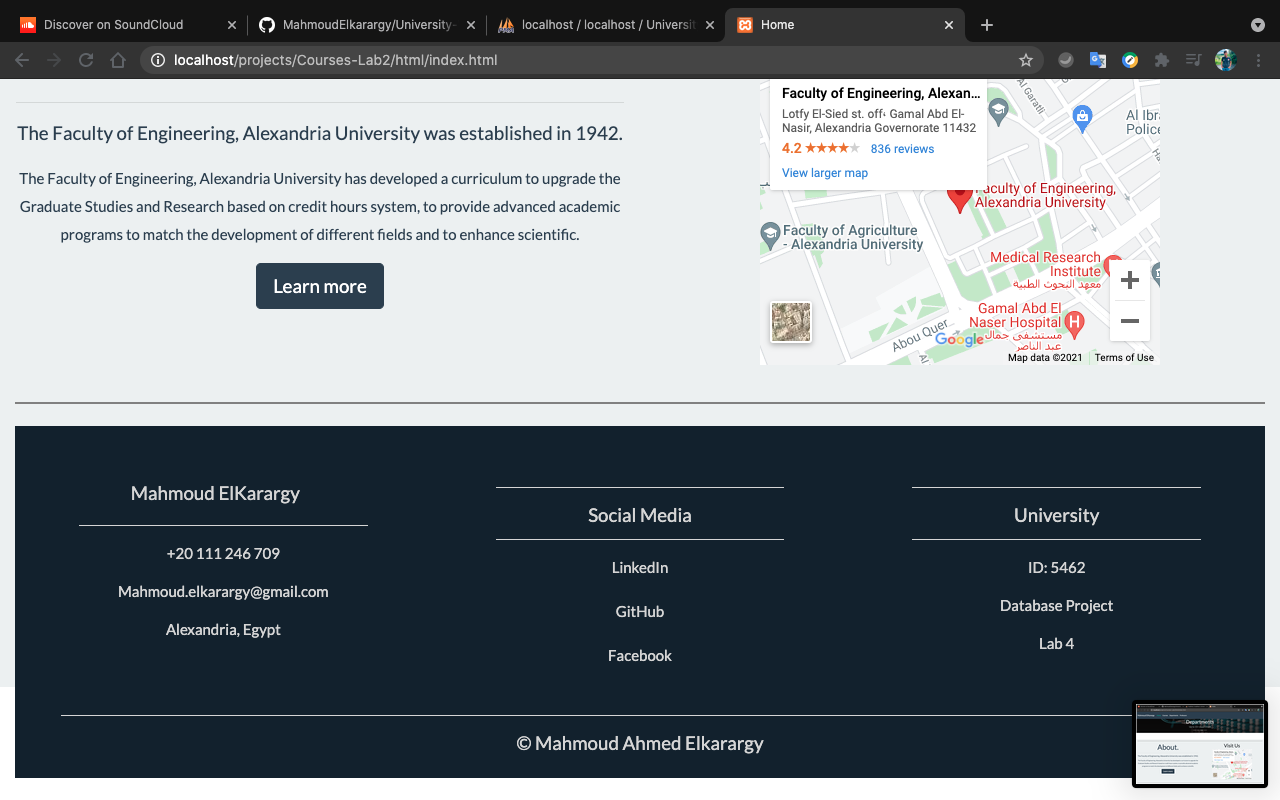 Discover on SoundCloud
MahmoudElkarargy/University-
localhost / localhost / Universit
Home
localhost/projects/Courses-Lab2/html/index.html
The Faculty of Engineering, Alexandria University was established in 1942.
The Faculty of Engineering, Alexandria University has developed a curriculum to upgrade the
Graduate Studies and Research based on credit hours system, to provide advanced academic
programs to match the development of different fields and to enhance scientific.
Learn more
Faculty of Engineering, Alexan...
Lotfy El-Sied st. off، Gamal Abd El-
Nasir, Alexandria Governorate 11432
4.2
836 reviews
View larger map
Al Garatli
Al Ibra
Police
Faculty of Engineering,
Alexandria University
Faculty of Agriculture
- Alexandria University
Medical Research
Institute
معهد البحوث الطبية
Gamal Abd El
Naser Hospital
مستشفى جمال
عبد الناصر
H
Abou Quer
Al
Google
+
−
Map data ©2021
Terms of Use
Mahmoud ElKarargy
+20 111 246 709
Mahmoud.elkarargy@gmail.com
Alexandria, Egypt
Social Media
LinkedIn
GitHub
Facebook
University
ID: 5462
Database Project
Lab 4
© Mahmoud Ahmed Elkarargy
Departments
About.
Visit Us